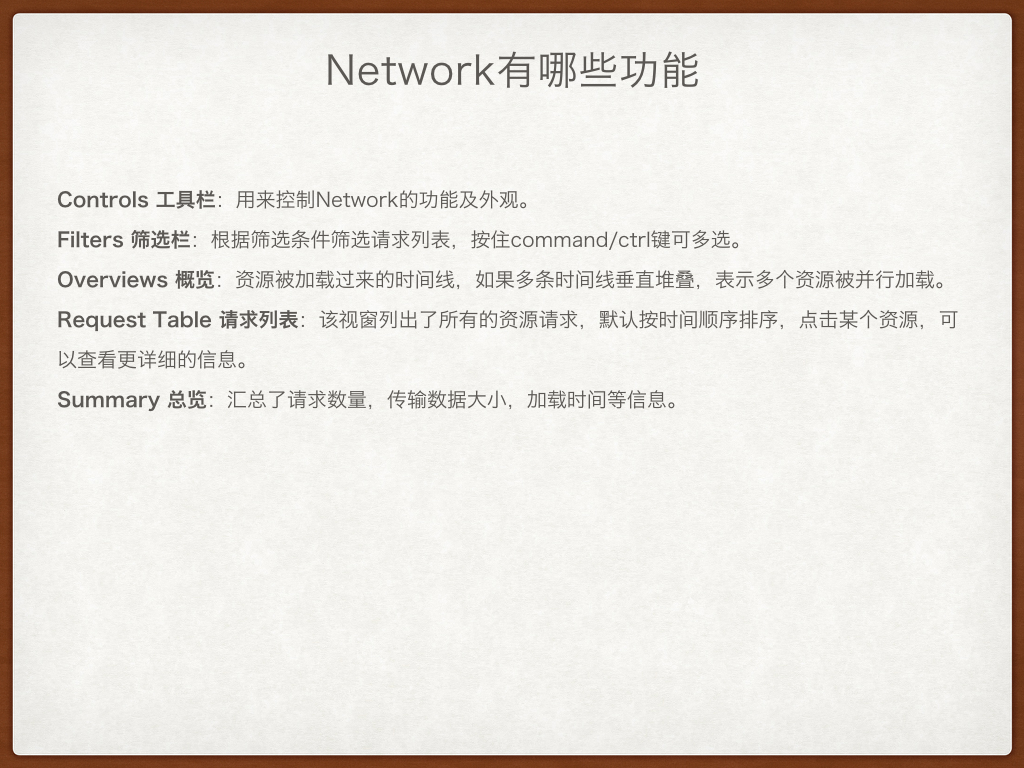 Network有哪些功能
Controls 工具栏：用来控制Network的功能及外观。
Filters 筛选栏：根据筛选条件筛选请求列表，按住command/ctrl键可多选。
Overviews 概览：资源被加载过来的时间线，如果多条时间线垂直堆叠，表示多个资源被并行加载。
Request Table 请求列表：该视窗列出了所有的资源请求，默认按时间顺序排序，点击某个资源，可
以查看更详细的信息。
Summary 总览：汇总了请求数量，传输数据大小，加载时间等信息。